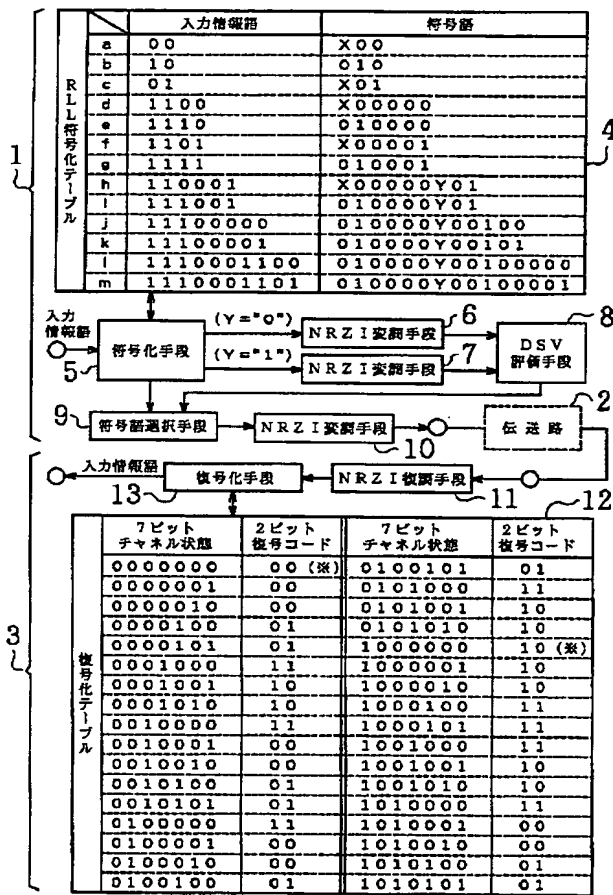 入力情報語 符号語
RLL符号化テーブル
a 00 X00
b 10 010
c 01 X01
d 1100 X00000
e 1110 010000
f 1101 X00001
g 1111 010001
h 110001 X00000Y01
i 111001 010000Y01
j 11100000 010000Y00100
k 11100001 010000Y00101
l 1110001100 010000Y00100000
m 1110001101 010000Y00100001
1
4
入力情報語
符号化手段
5
(Y="0")
(Y="1")
NRZI変調手段
6
NRZI変調手段
7
DSV評価手段
8
符号語選択手段
9
NRZI変調手段
10
伝送路
2
入力情報語
復号化手段
13
NRZI復調手段
11
12
3
復号化テーブル
7ビットチャネル状態 2ビット復号コード 7ビットチャネル状態 2ビット復号コード
0000000 00(※) 0100101 01
0000001 00 0101000 11
0000010 00 0101001 10
0000100 01 0101010 10
0000101 01 1000000 10(※)
0001000 11 1000001 10
0001001 10 1000010 10
0001010 10 1000100 11
0010000 11 1000101 11
0010001 00 1001000 11
0010010 00 1001001 10
0010100 01 1001010 10
0010101 01 1010000 11
0100000 11 1010001 00
0100001 00 1010010 00
0100010 00 1010100 01
0100100 01 1010101 01